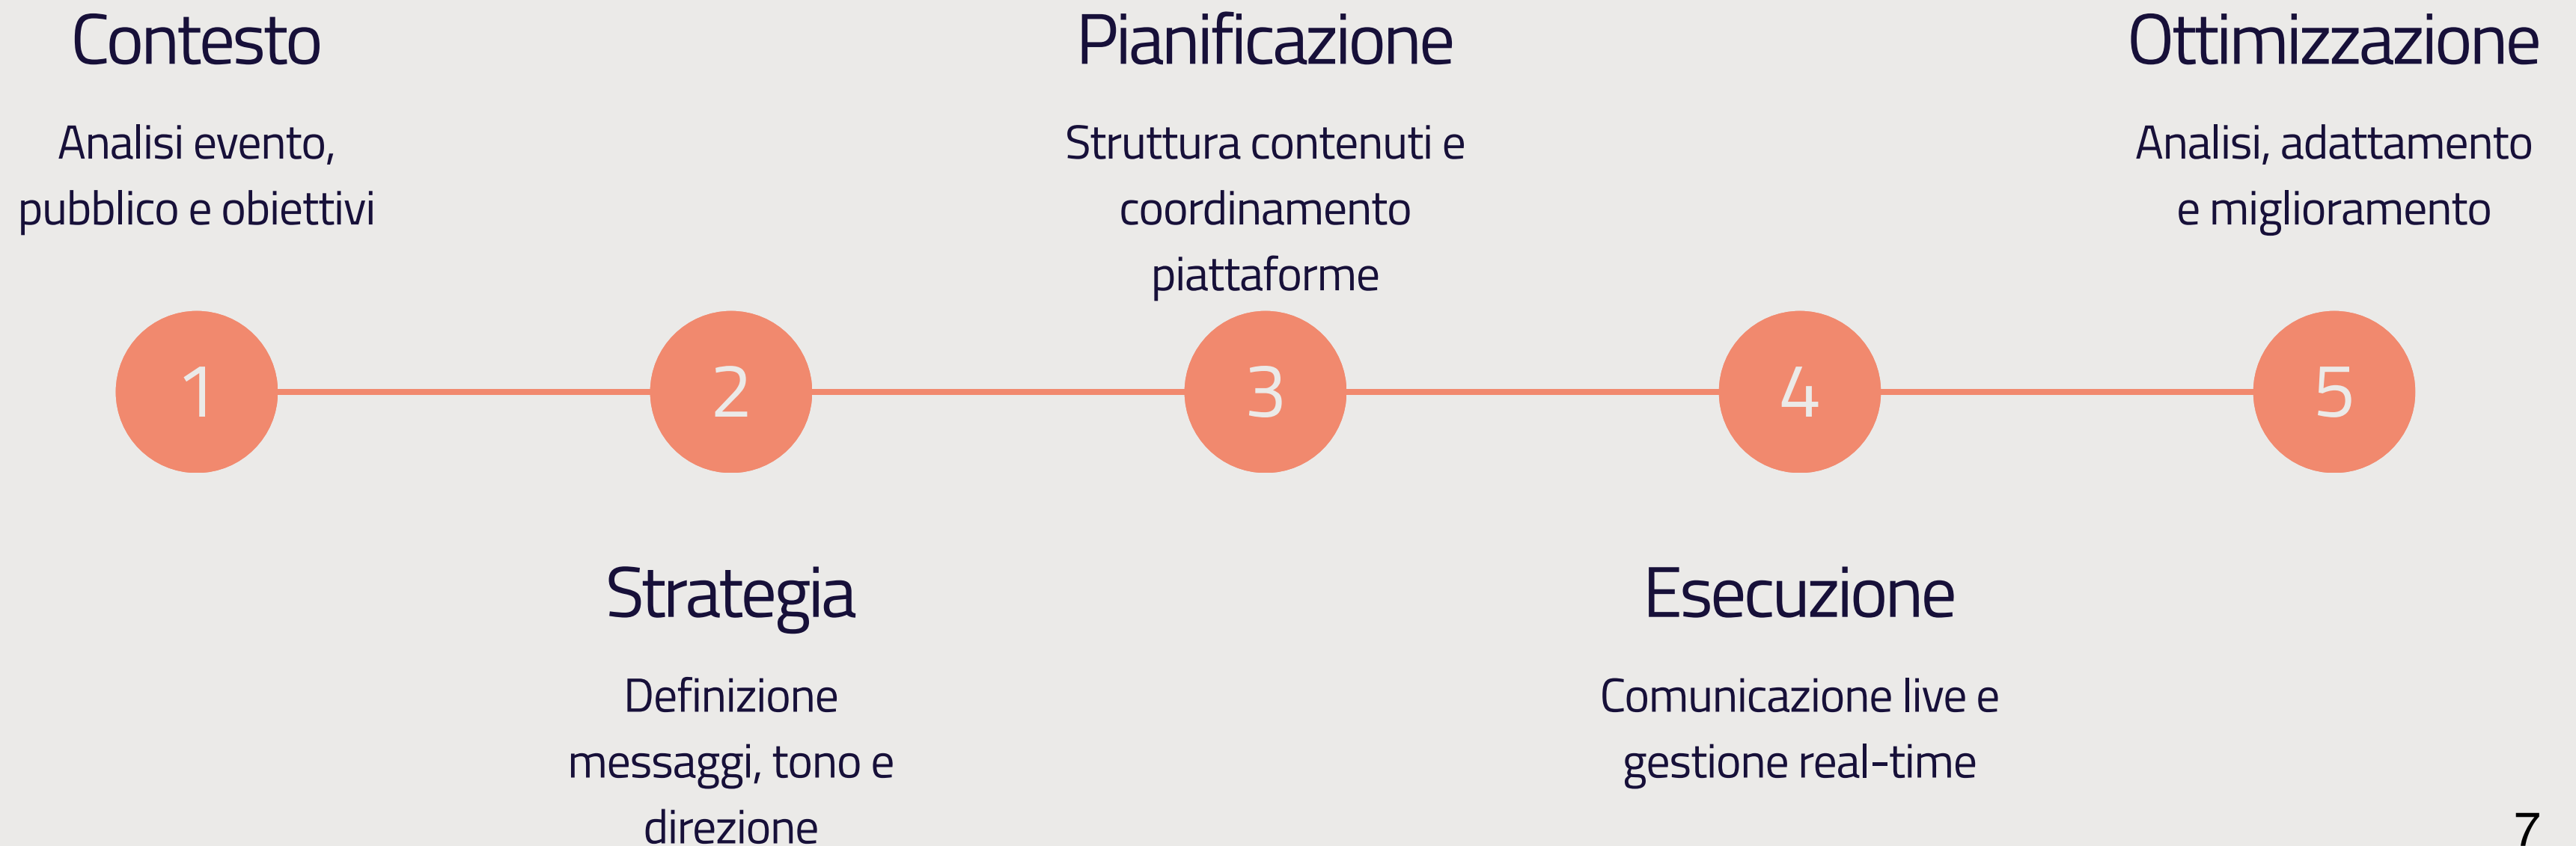 Contesto
Analisi evento,
pubblico e obiettivi
Pianificazione
Struttura contenuti e
coordinamento
piattaforme
Ottimizzazione
Analisi, adattamento
e miglioramento
1
2
3
4
5
Strategia
Definizione
messaggi, tono e
direzione
Esecuzione
Comunicazione live e
gestione real-time
7